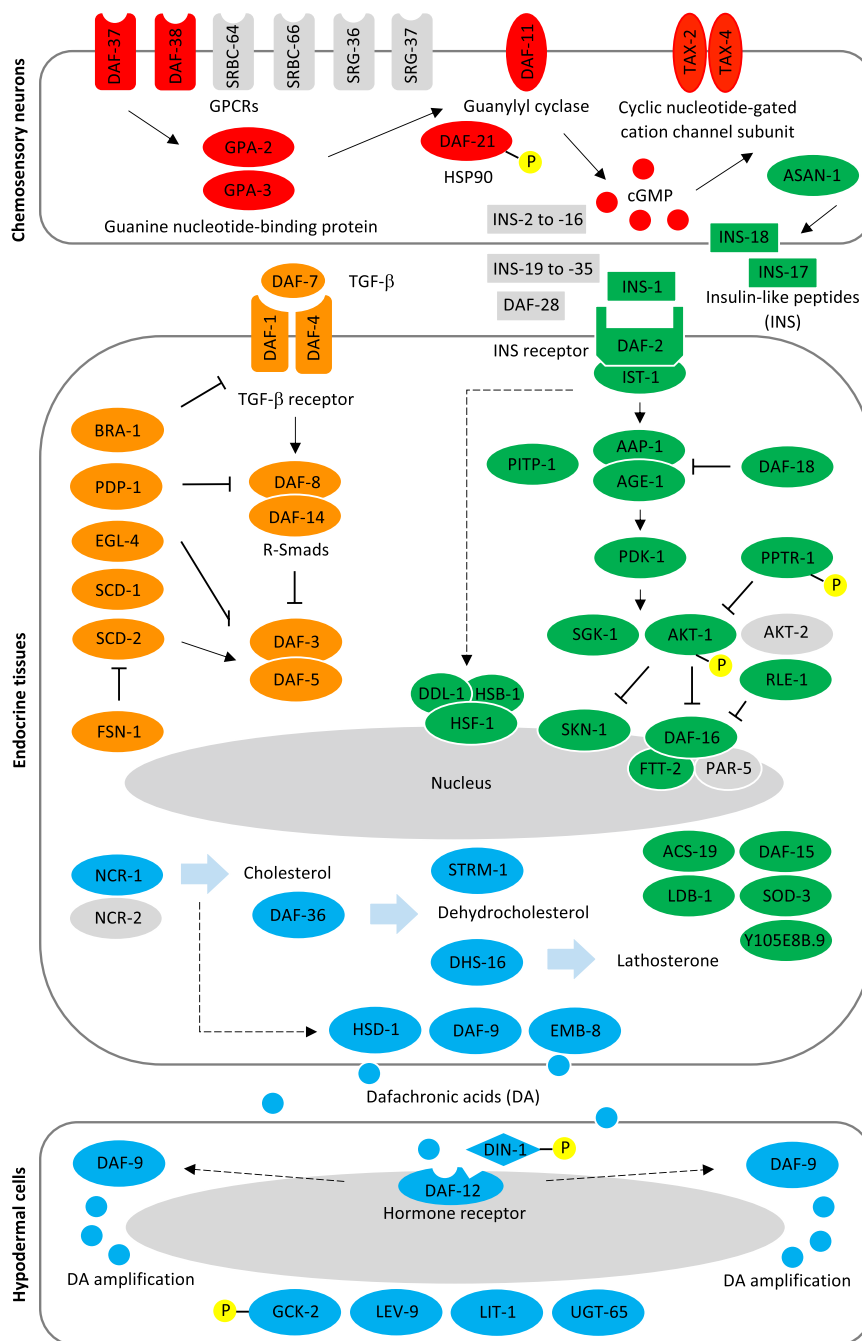 Chemosensory neurons
DAF-37
DAF-38
SRBC-64
SRBC-66
SRG-36
SRG-37
DAF-11
TAX-2
TAX-4
GPCRs
Guanylyl cyclase
Cyclic nucleotide-gated
cation channel subunit
GPA-2
DAF-21
P
HSP90
ASAN-1
GPA-3
cGMP
Guanine nucleotide-binding protein
INS-2 to -16
INS-18
INS-19 to -35
INS-17
DAF-7
TGF-β
INS-1
Insulin-like peptides
(INS)
DAF-28
DAF-1
DAF-4
INS receptor
DAF-2
IST-1
Endocrine tissues
TGF-β receptor
BRA-1
AAP-1
PITP-1
DAF-18
AGE-1
PDP-1
DAF-8
DAF-14
EGL-4
R-Smads
PDK-1
PPTR-1
P
SCD-1
SCD-2
DAF-3
SGK-1
AKT-1
AKT-2
P
DAF-5
DDL-1
HSB-1
RLE-1
FSN-1
HSF-1
SKN-1
DAF-16
FTT-2
PAR-5
Nucleus
NCR-1
Cholesterol
STRM-1
ACS-19
DAF-15
NCR-2
DAF-36
Dehydrocholesterol
LDB-1
SOD-3
Y105E8B.9
DHS-16
Lathosterone
HSD-1
DAF-9
EMB-8
Dafachronic acids (DA)
Hypodermal cells
DIN-1
P
DAF-9
DAF-9
DAF-12
Hormone receptor
DA amplification
DA amplification
P
GCK-2
LEV-9
LIT-1
UGT-65